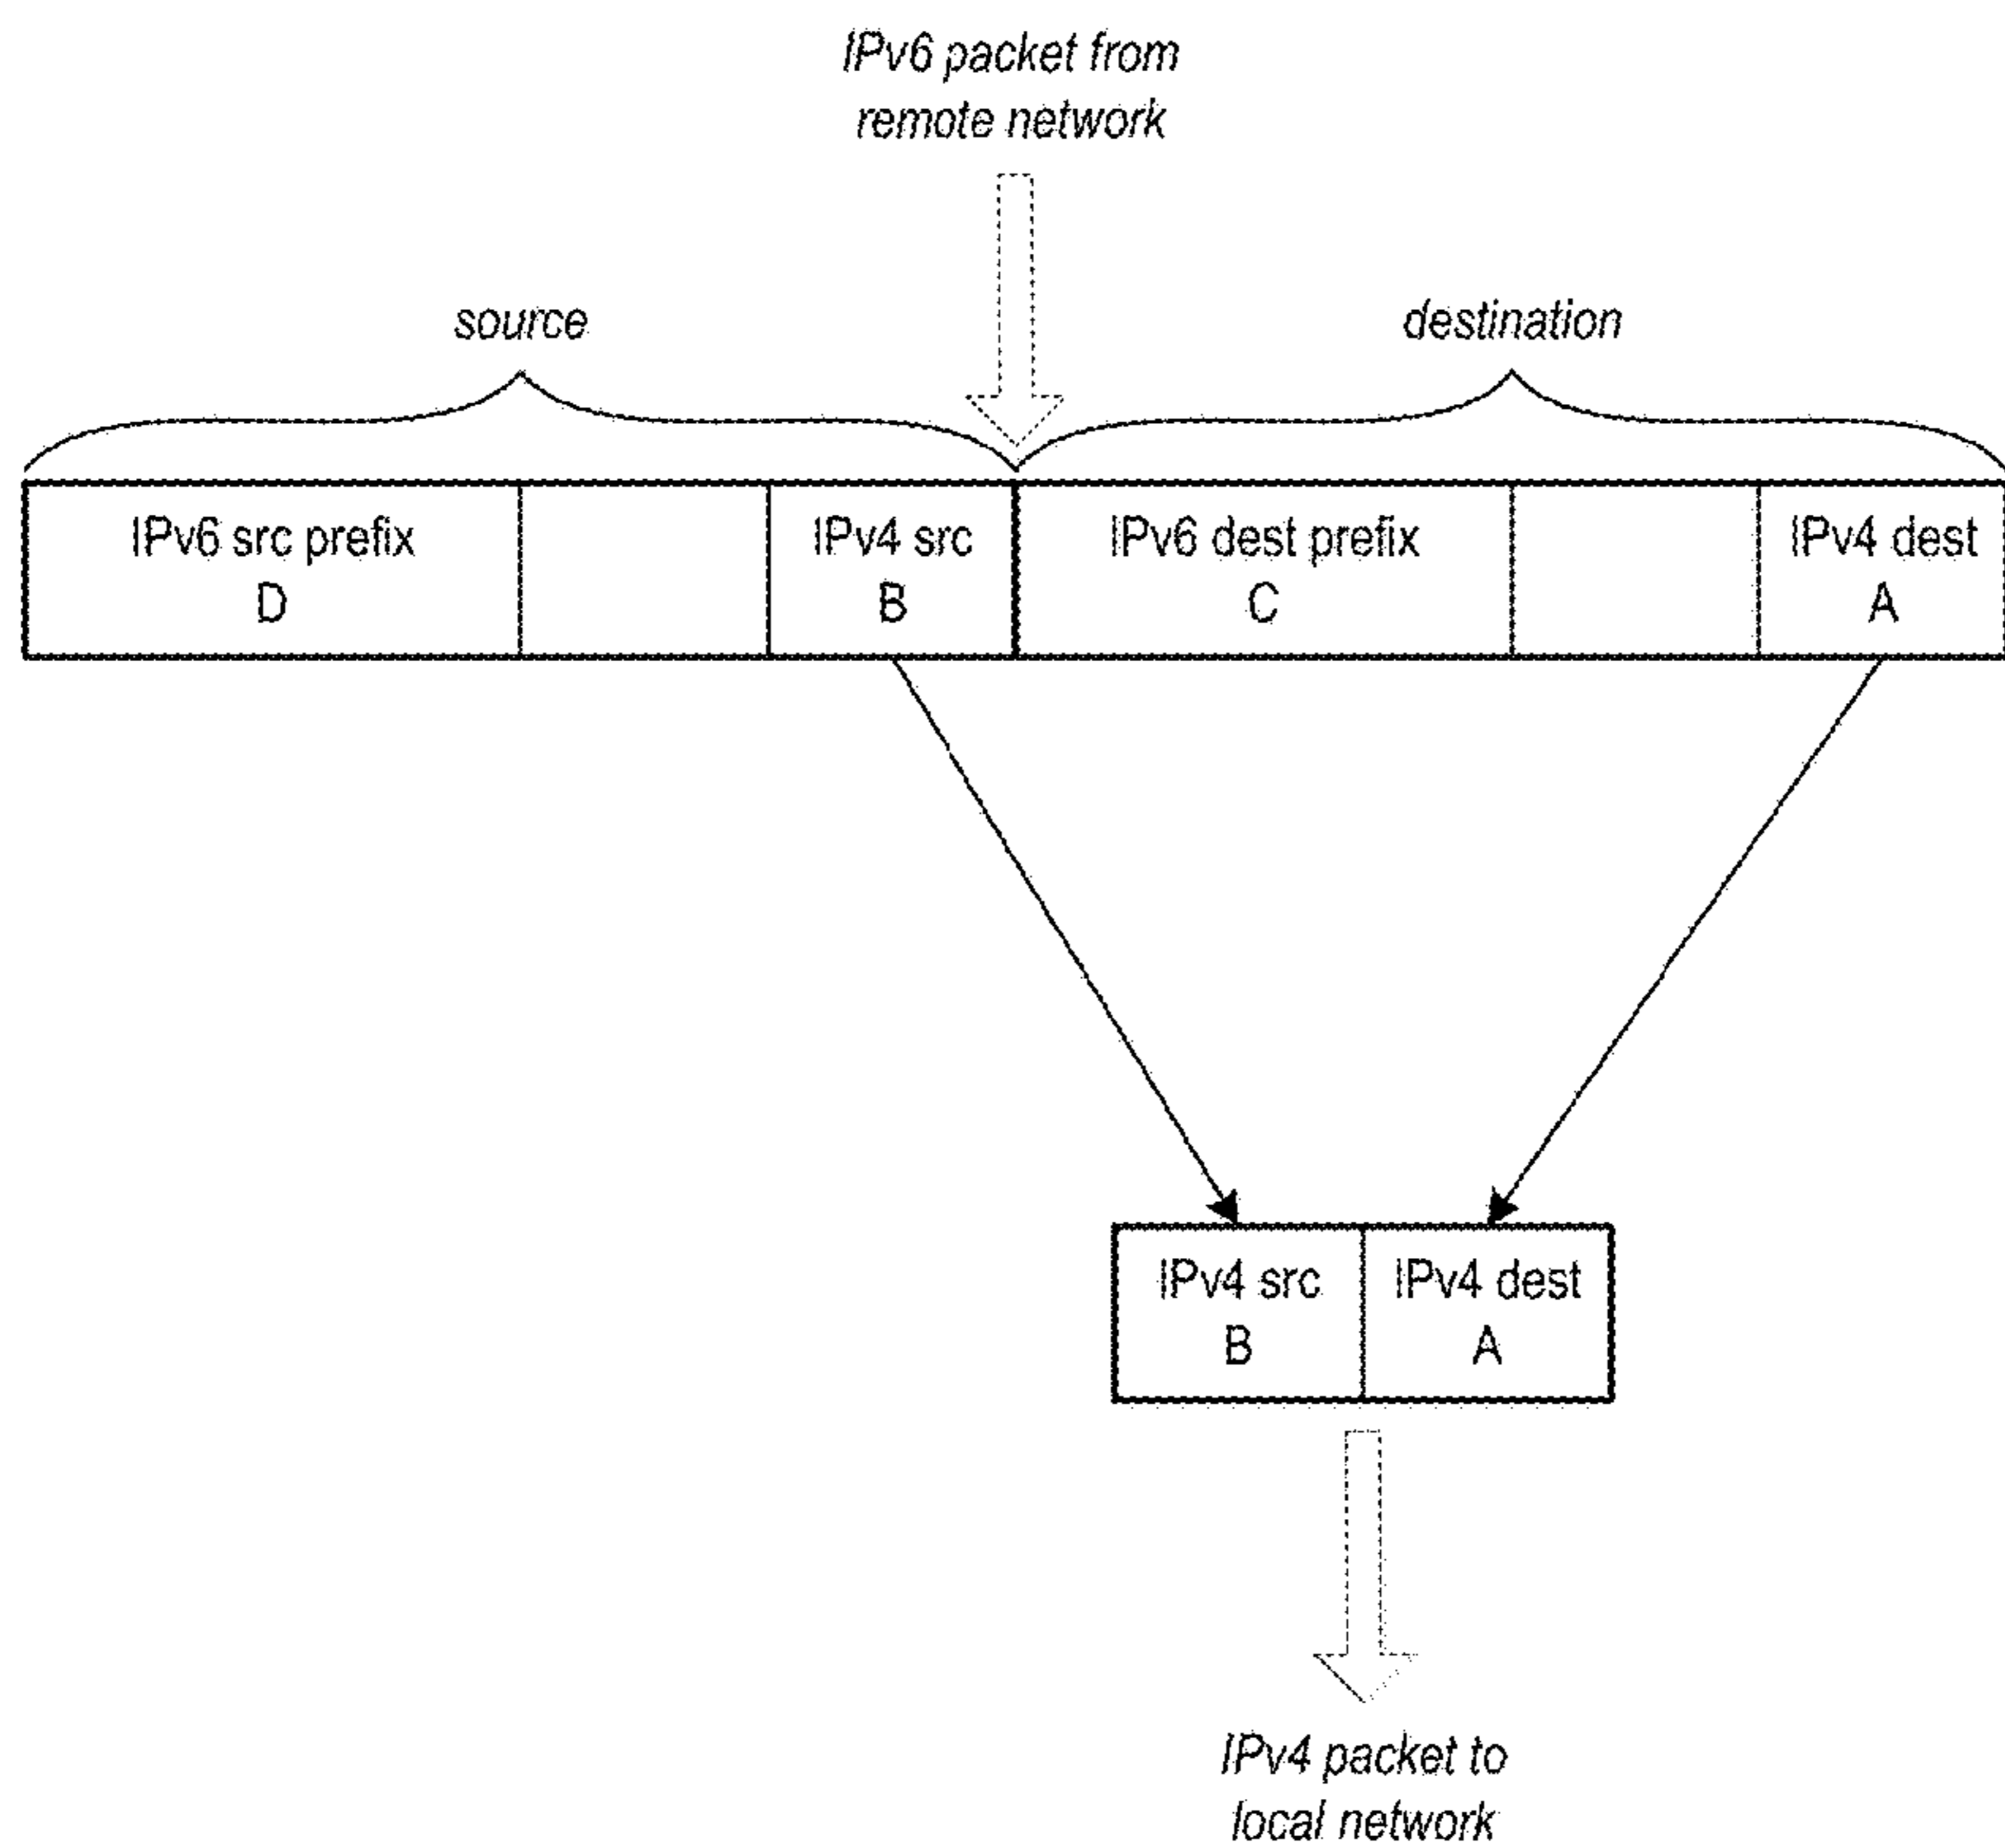 IPv6 packet from
remote network
source
destination
IPv6 src prefix
D
IPv4 src
B
IPv6 dest prefix
C
IPv4 dest
A
IPv4 src
B
IPv4 dest
A
IPv4 packet to
local network